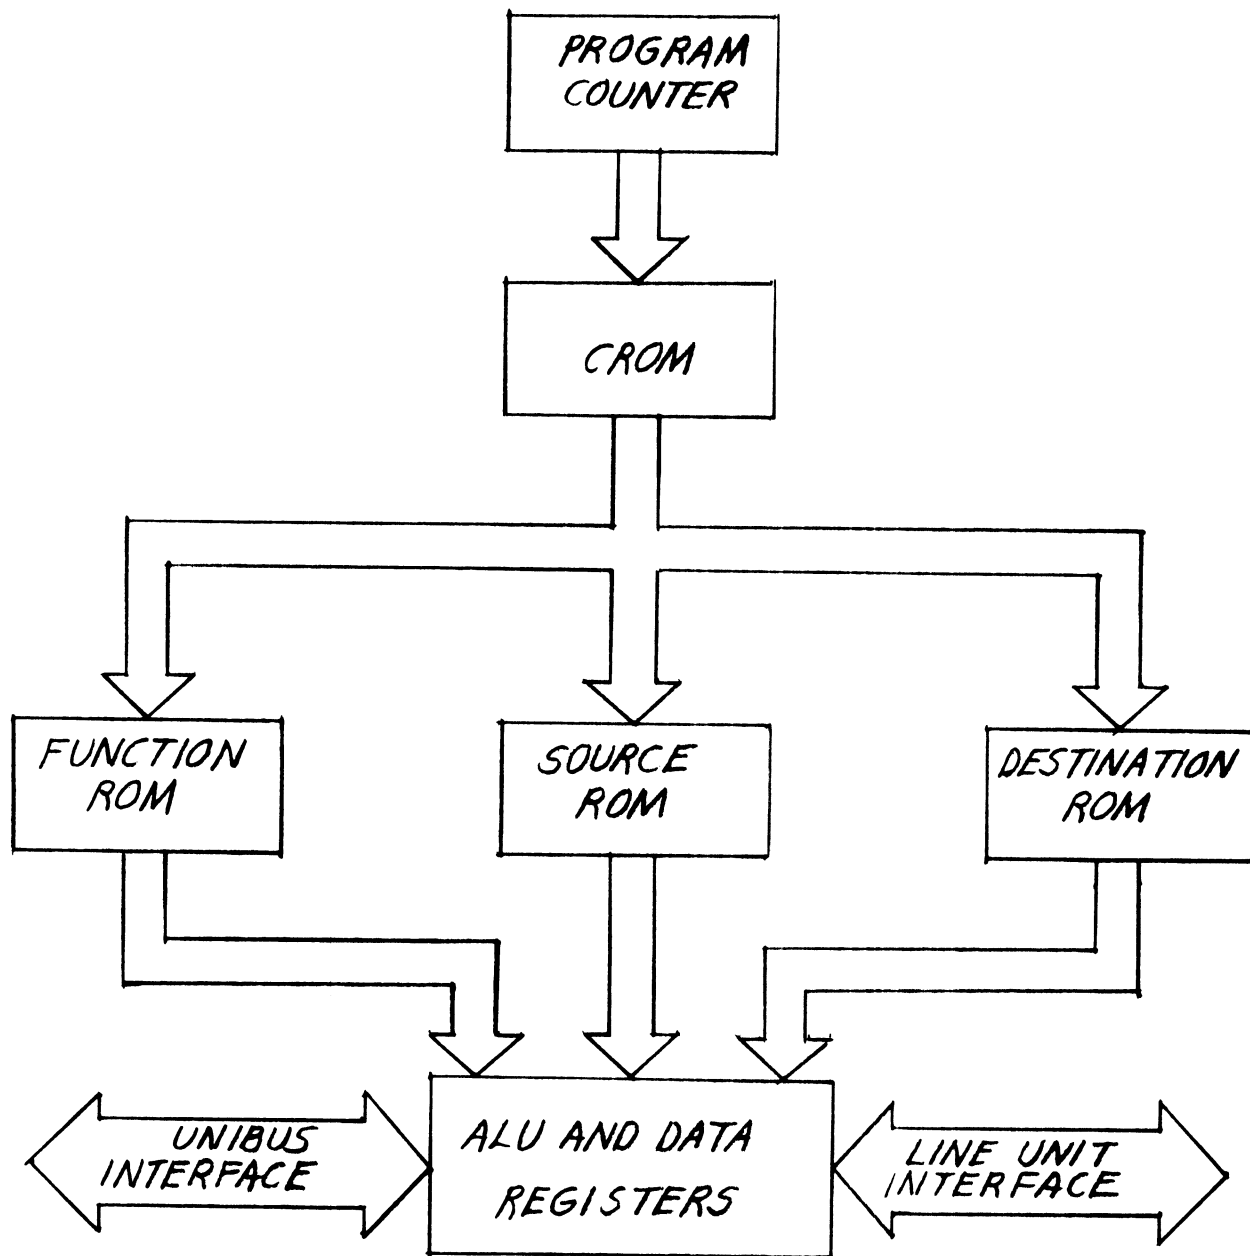 PROGRAM
COUNTER
CROM
FUNCTION
ROM
SOURCE
ROM
DESTINATION
ROM
UNIBUS
INTERFACE
ALU AND DATA
REGISTERS
LINE UNIT
INTERFACE